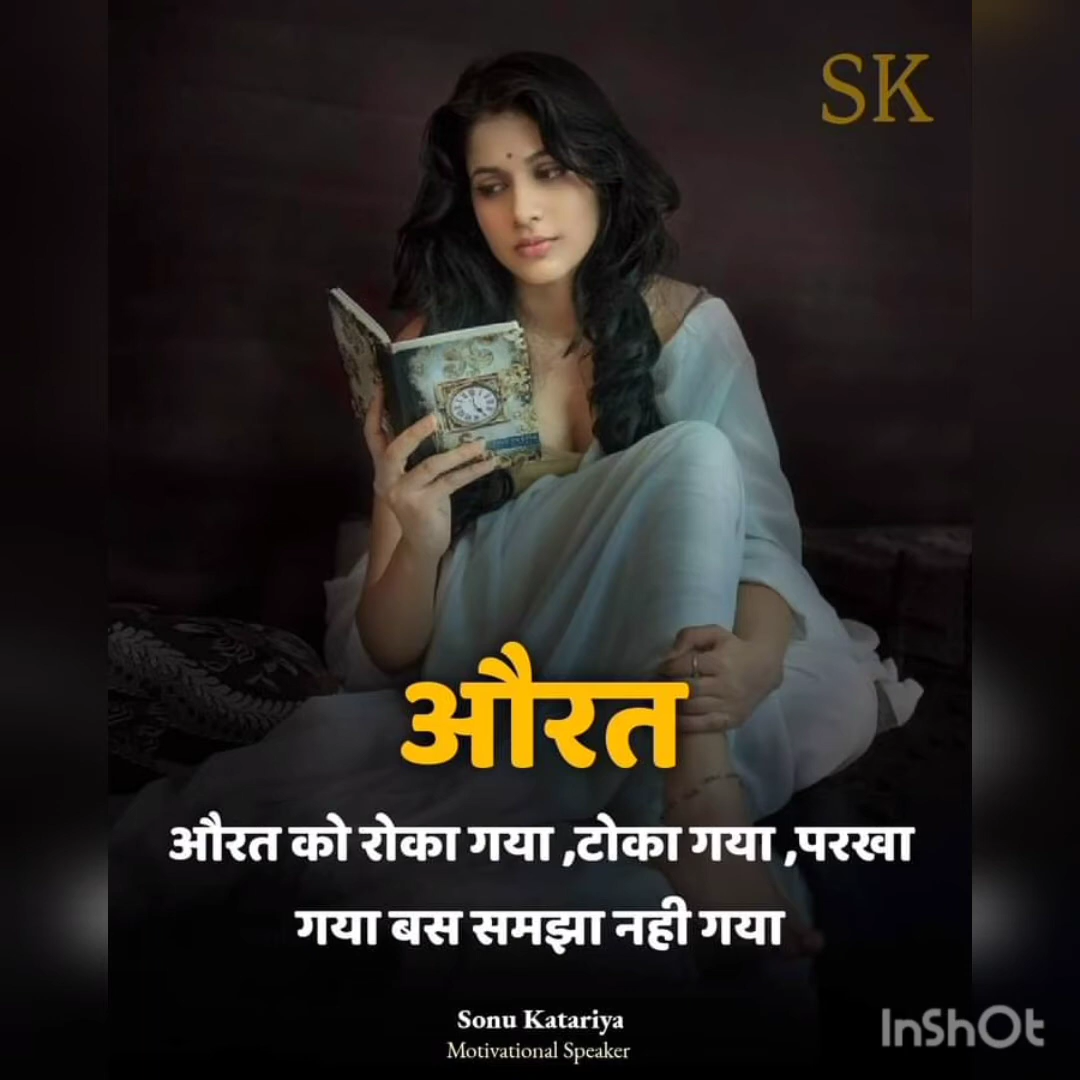 SK
औरत
औरत को रोका गया ,टोका गया ,परखा
गया बस समझा नही गया
Sonu Katariya
Motivational Speaker
InShOt